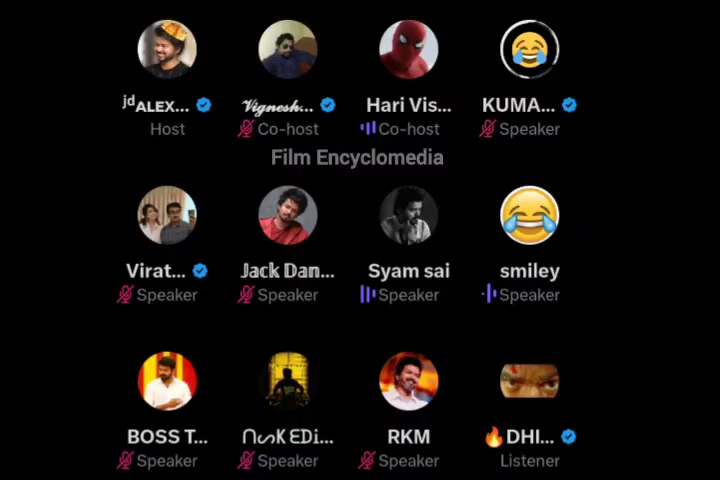 ʲᵈALEX... Vignesh... Hari Vis... KUMA...
Host Co-host Co-host Speaker
Film Encyclomedia
Virat... 𝕁ack 𝔻an... Syam sai smiley
Speaker Speaker Speaker Speaker
BOSS T... ᑎᔕK EDi... RKM 🔥DHI...
Speaker Speaker Speaker Listener